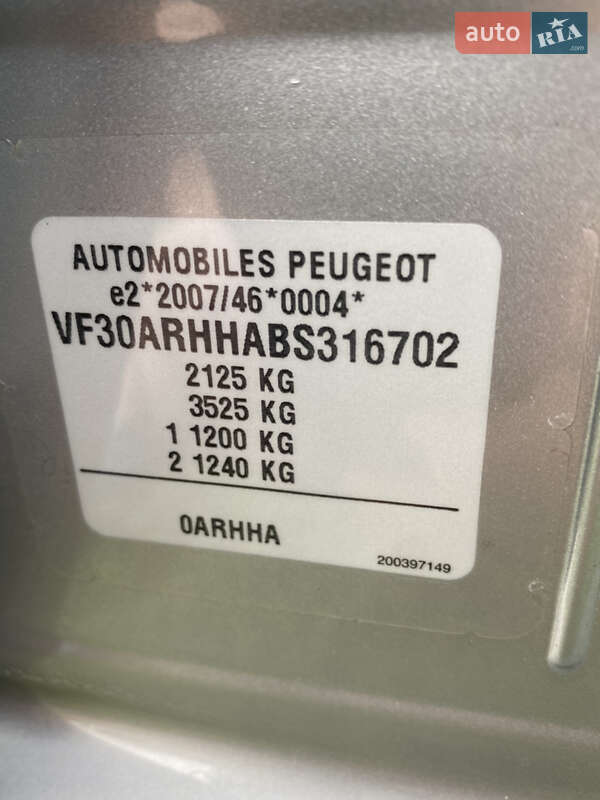 auto RIA.com
AUTOMOBILES PEUGEOT
e2*2007/46*0004*
VF30ARHHABS316702
2125 KG
3525 KG
1 1200 KG
2 1240 KG
0ARHHA
200397149